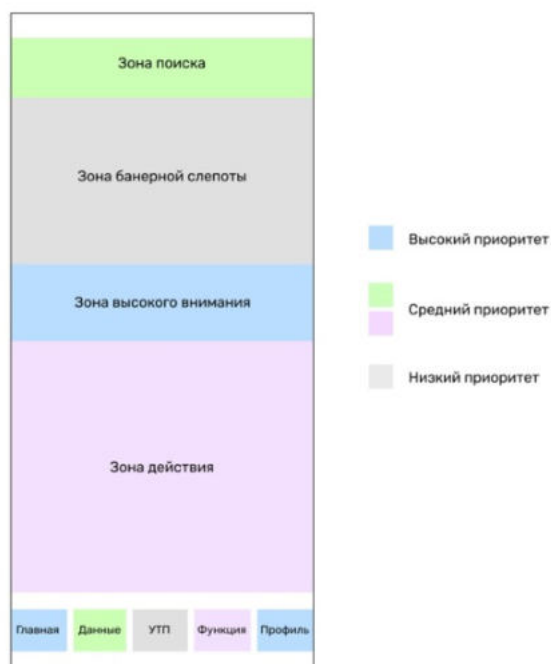 Зона поиска
Зона банерной слепоты
Зона высокого внимания
Зона действия
Главная
Данные
УТП
Функция
Профиль
Высокий приоритет
Средний приоритет
Низкий приоритет